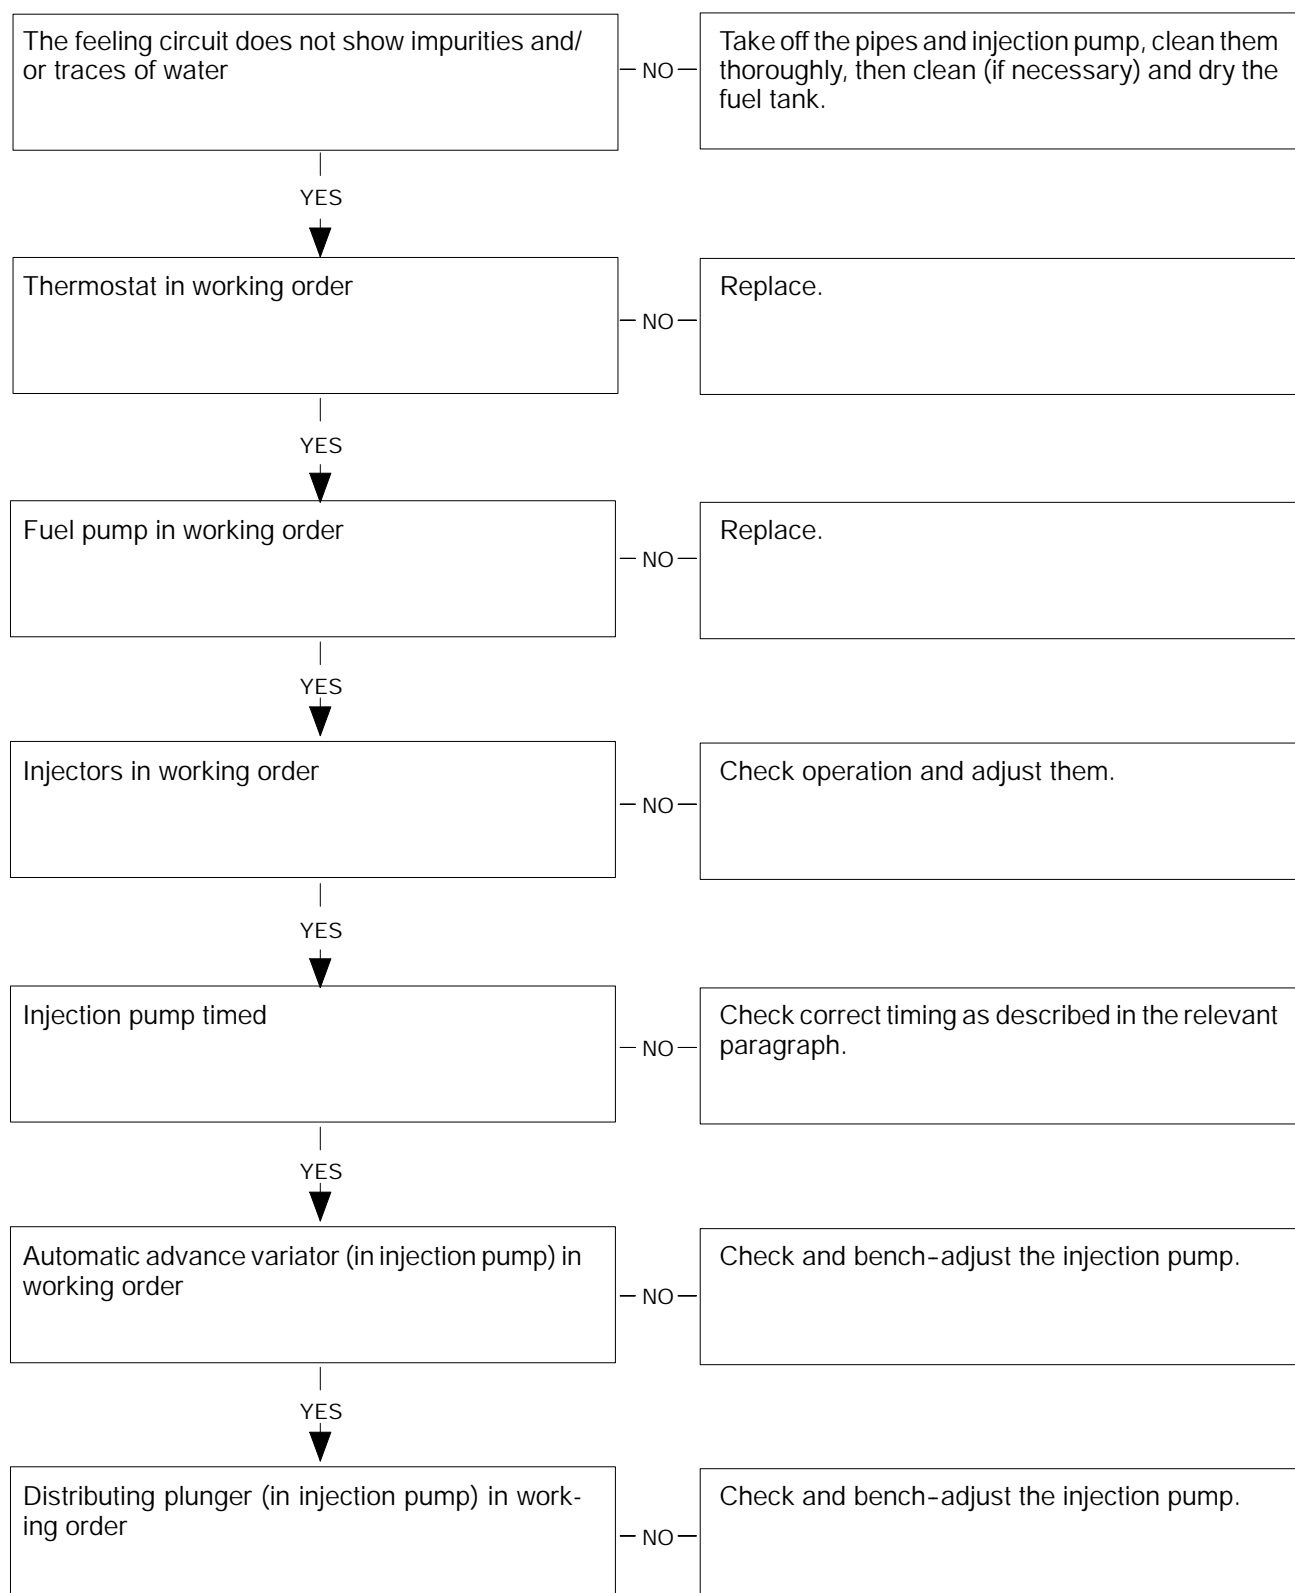 The feeling circuit does not show impurities and/
or traces of water
NO
Take off the pipes and injection pump, clean them
thoroughly, then clean (if necessary) and dry the
fuel tank.
YES
Thermostat in working order
NO
Replace.
YES
Fuel pump in working order
NO
Replace.
YES
Injectors in working order
NO
Check operation and adjust them.
YES
Injection pump timed
NO
Check correct timing as described in the relevant
paragraph.
YES
Automatic advance variator (in injection pump) in
working order
NO
Check and bench-adjust the injection pump.
YES
Distributing plunger (in injection pump) in work-
ing order
NO
Check and bench-adjust the injection pump.